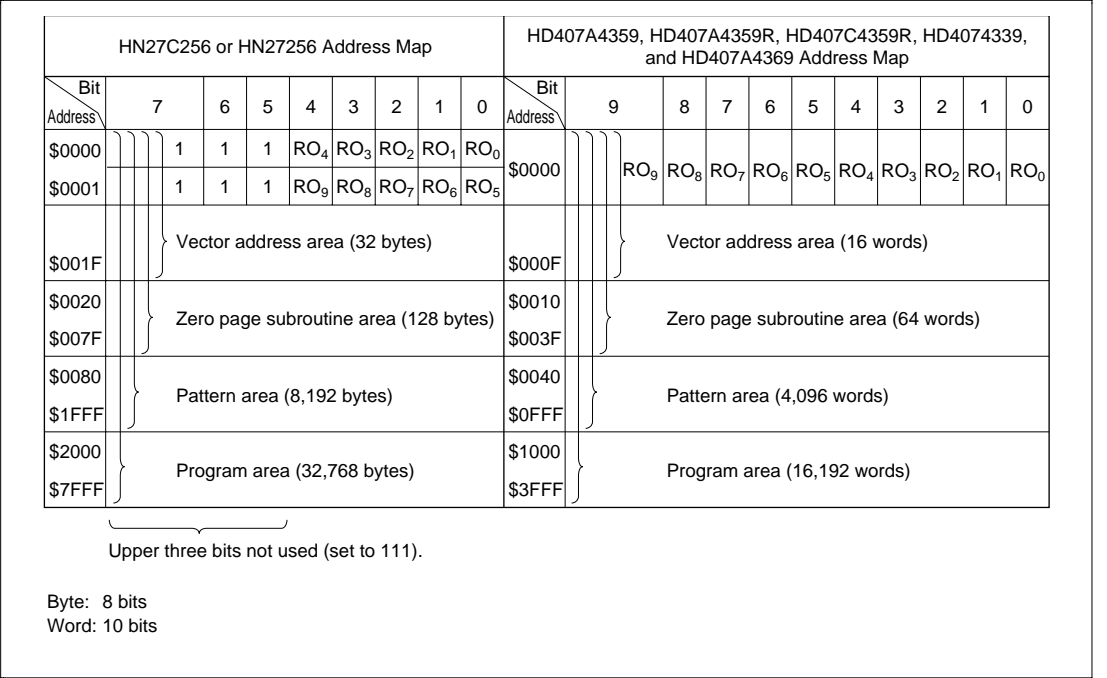 HN27C256 or HN27256 Address Map
HD407A4359, HD407A4359R, HD407C4359R, HD4074339,
and HD407A4369 Address Map
Bit
Address
7 6 5 4 3 2 1 0
Bit
Address
9 8 7 6 5 4 3 2 1 0
$0000 1 1 1 RO4 RO3 RO2 RO1 RO0
$0001 1 1 1 RO9 RO8 RO7 RO6 RO5
$0000 RO9 RO8 RO7 RO6 RO5 RO4 RO3 RO2 RO1 RO0
Vector address area (32 bytes)
$001F
Vector address area (16 words)
$000F
$0020
Zero page subroutine area (128 bytes)
$007F
$0010
Zero page subroutine area (64 words)
$003F
$0080
Pattern area (8,192 bytes)
$1FFF
$0040
Pattern area (4,096 words)
$0FFF
$2000
Program area (32,768 bytes)
$7FFF
$1000
Program area (16,192 words)
$3FFF
Upper three bits not used (set to 111).
Byte: 8 bits
Word: 10 bits